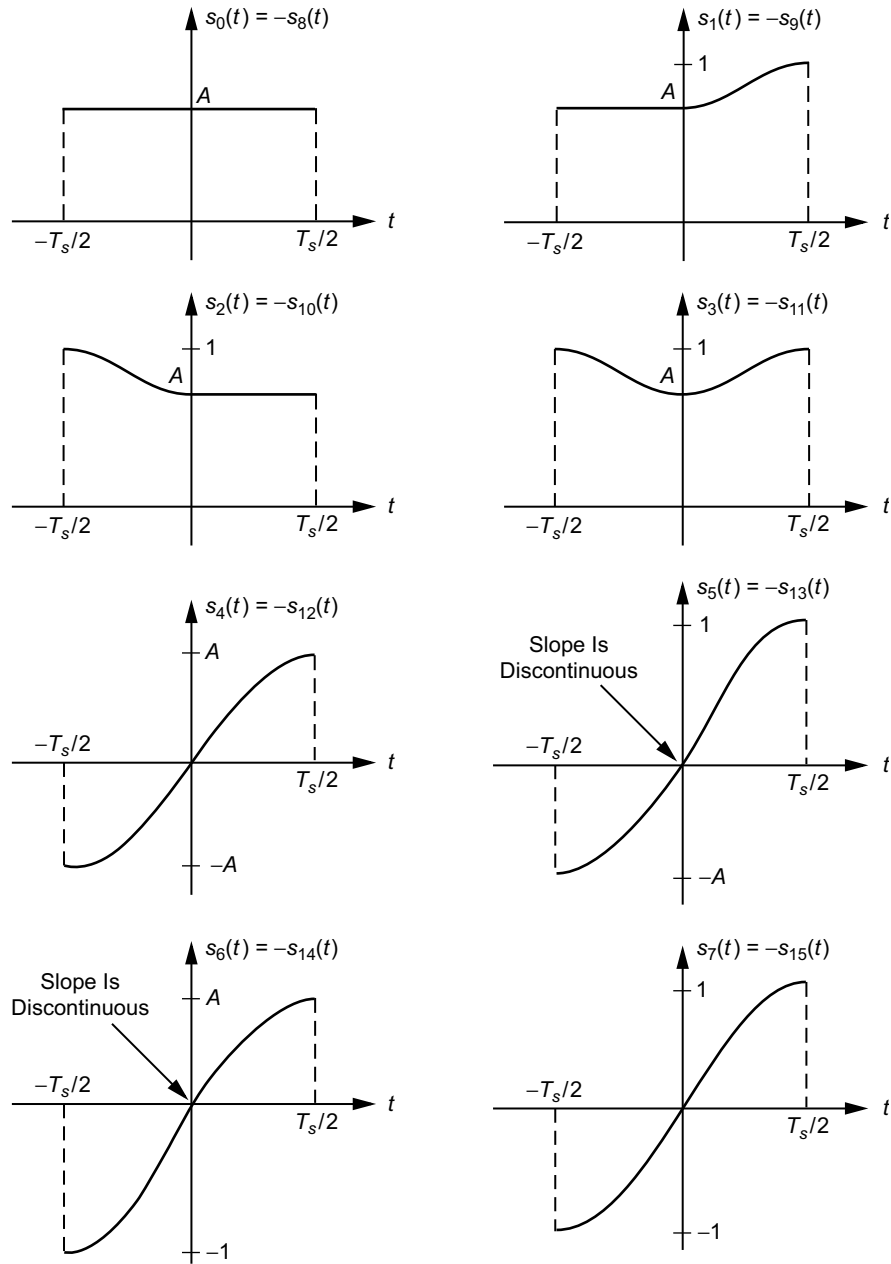 s₀(t) = –s₈(t)
A
–Tₛ/2
Tₛ/2
t
s₁(t) = –s₉(t)
1
A
–Tₛ/2
Tₛ/2
t
s₂(t) = –s₁₀(t)
1
A
–Tₛ/2
Tₛ/2
t
s₃(t) = –s₁₁(t)
1
A
–Tₛ/2
Tₛ/2
t
s₄(t) = –s₁₂(t)
A
–Tₛ/2
Tₛ/2
t
–A
s₅(t) = –s₁₃(t)
1
Slope Is
Discontinuous
–Tₛ/2
Tₛ/2
t
–A
s₆(t) = –s₁₄(t)
Slope Is
Discontinuous
A
–Tₛ/2
Tₛ/2
t
–1
s₇(t) = –s₁₅(t)
1
–Tₛ/2
Tₛ/2
t
–1